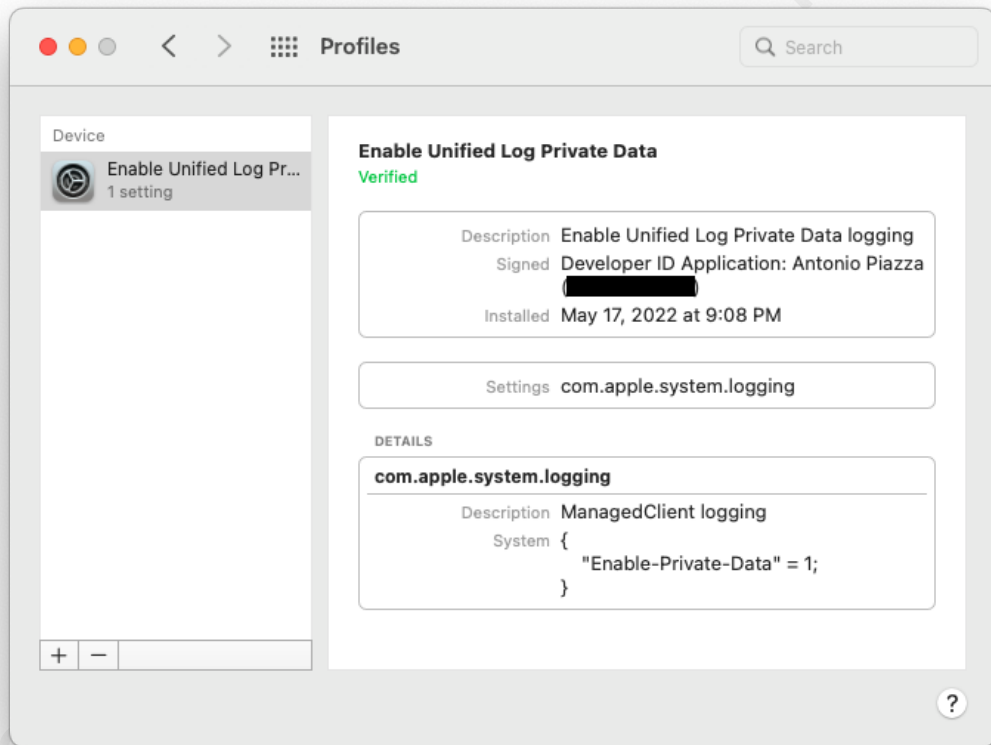 Profiles
Search
Device
Enable Unified Log Pr...
1 setting
Enable Unified Log Private Data
Verified
Description Enable Unified Log Private Data logging
Signed Developer ID Application: Antonio Piazza
( )
Installed May 17, 2022 at 9:08 PM
Settings com.apple.system.logging
DETAILS
com.apple.system.logging
Description ManagedClient logging
System {
"Enable-Private-Data" = 1;
}
+ −
?